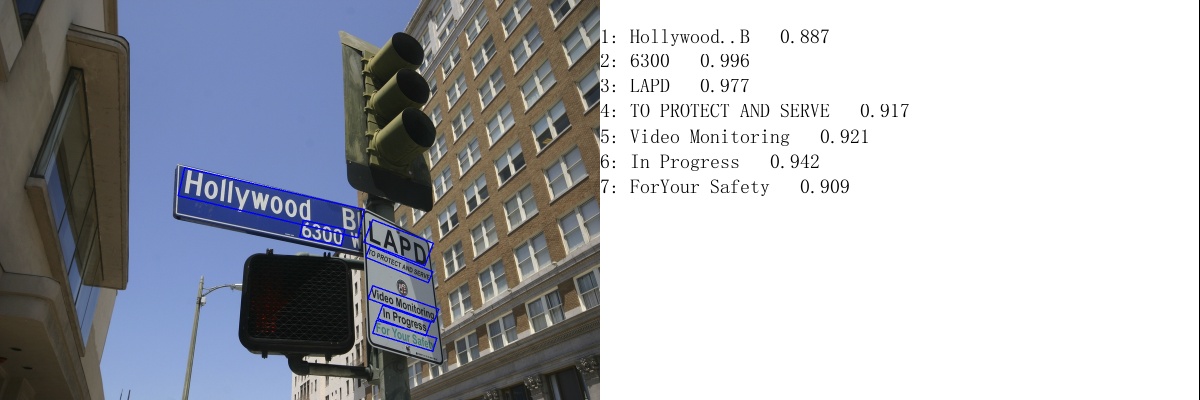 Hollywood Bl
6300 W
LAPD
TO PROTECT AND SERVE
Video Monitoring
In Progress
For Your Safety
1: Hollywood..B 0.887
2: 6300 0.996
3: LAPD 0.977
4: TO PROTECT AND SERVE 0.917
5: Video Monitoring 0.921
6: In Progress 0.942
7: ForYour Safety 0.909